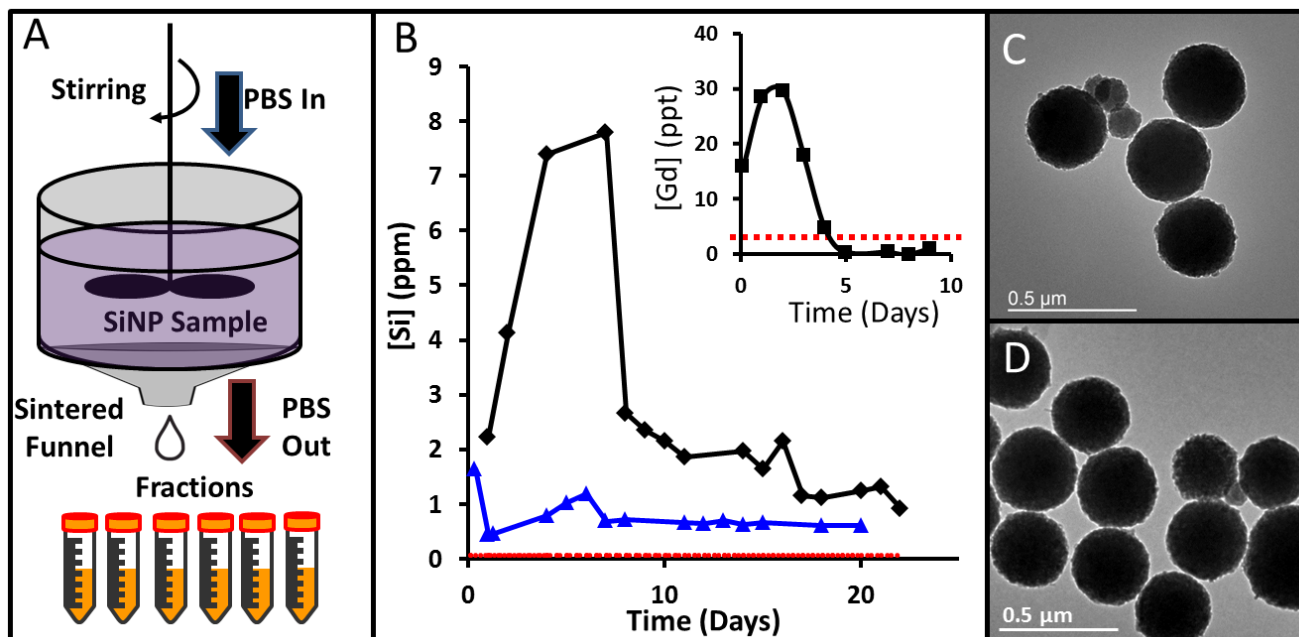 A
Stirring
PBS In
SiNP Sample
Sintered
Funnel
PBS
Out
Fractions
B
[Si] (ppm)
9
8
7
6
5
4
3
2
1
0
0
10
20
Time (Days)
[Gd] (ppt)
40
30
20
10
0
0
5
10
Time (Days)
C
0.5 µm
D
0.5 µm